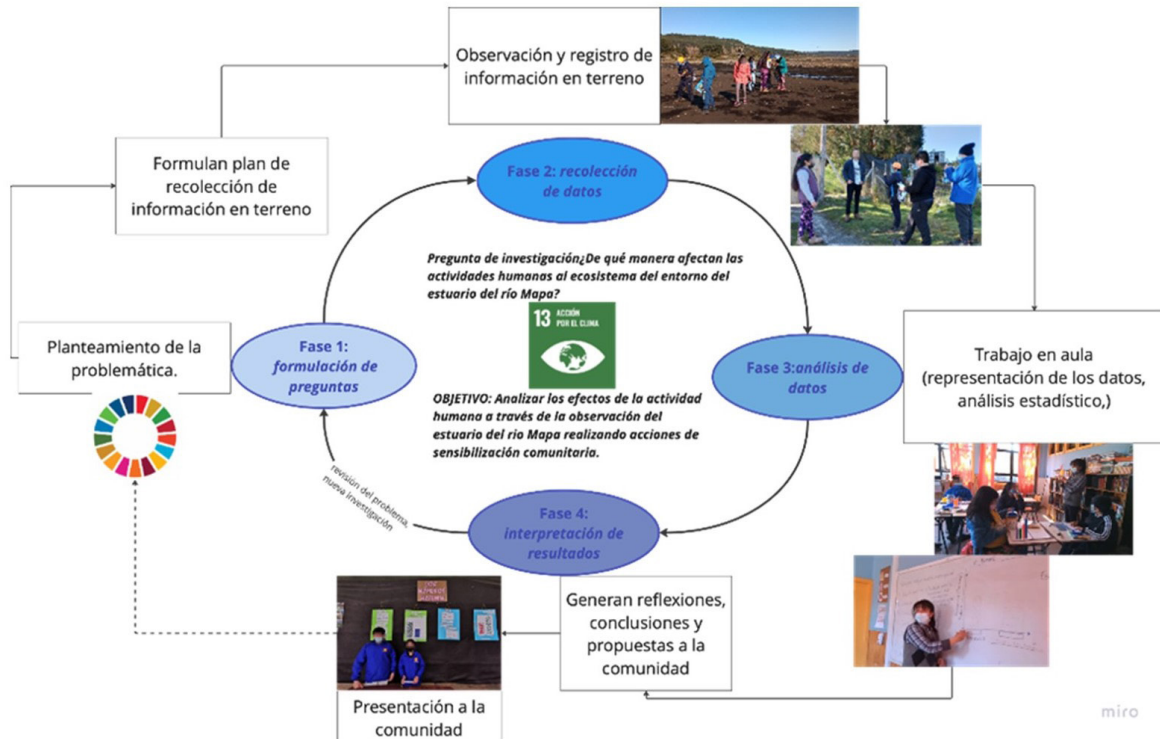 Observación y registro de
información en terreno
Formulan plan de
recolección de
información en terreno
Fase 2: recolección
de datos
Pregunta de investigación¿De qué manera afectan las
actividades humanas al ecosistema del entorno del
estuario del río Mapa?
13 ACCIÓN
POR EL CLIMA
Planteamiento de la
problemática.
Fase 1:
formulación de
preguntas
Fase 3:análisis de
datos
Trabajo en aula
(representación de los datos,
análisis estadístico,)
OBJETIVO: Analizar los efectos de la actividad
humana a través de la observación del
estuario del rio Mapa realizando acciones de
sensibilización comunitaria.
revisión del problema,
nueva investigación
Fase 4:
interpretación de
resultados
Generan reflexiones,
conclusiones y
propuestas a la
comunidad
Presentación a la
comunidad
miro